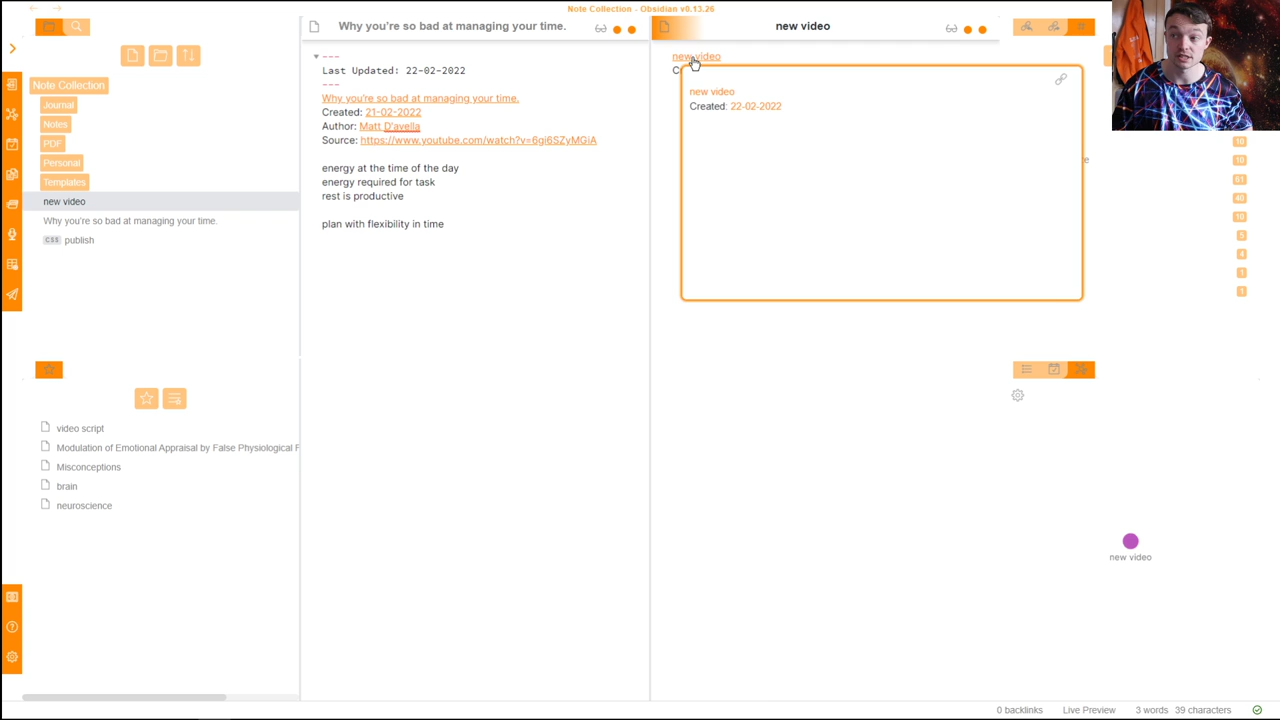 Note Collection - Obsidian v0.13.26
Note Collection
Journal
Notes
PDF
Personal
Templates
new video
Why you're so bad at managing your time.
CSS publish
video script
Modulation of Emotional Appraisal by False Physiological F
Misconceptions
brain
neuroscience
Why you're so bad at managing your time.
---
Last Updated: 22-02-2022
---
Why you're so bad at managing your time.
Created: 21-02-2022
Author: Matt D'avella
Source: https://www.youtube.com/watch?v=6gi6SZyMGiA
energy at the time of the day
energy required for task
rest is productive
plan with flexibility in time
new video
new video
C
new video
Created: 22-02-2022
e
10
10
61
40
10
5
4
1
1
new video
0 backlinks
Live Preview
3 words 39 characters